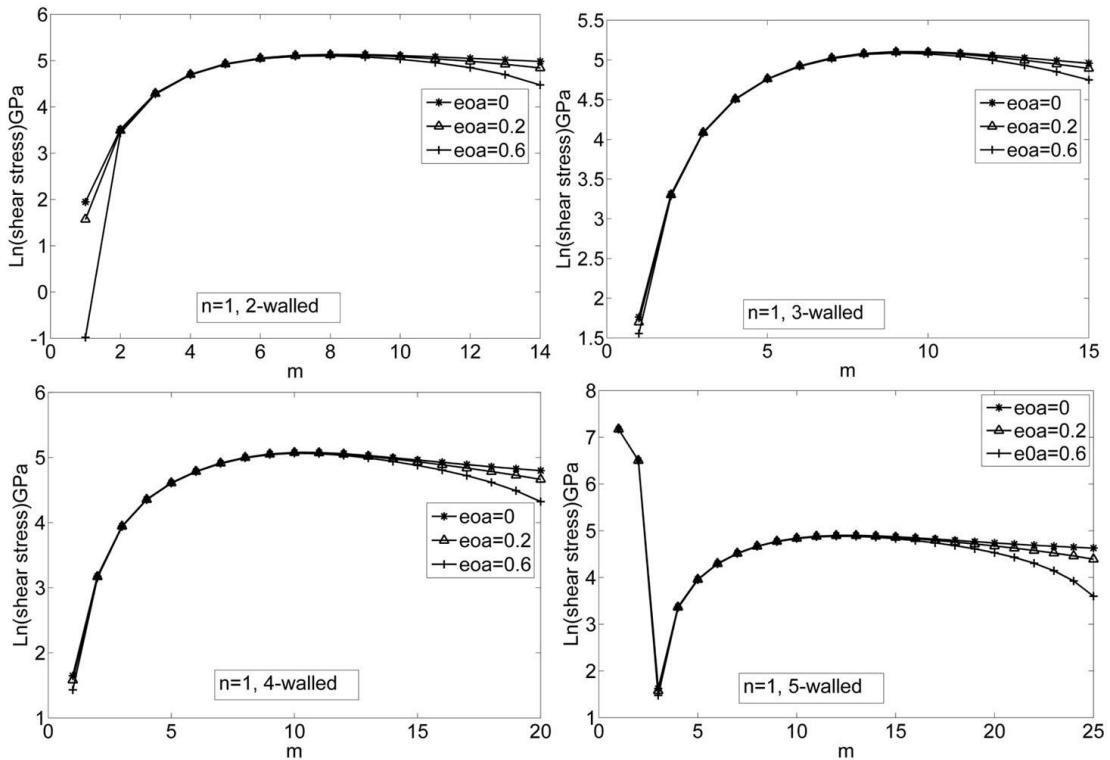 6
5
4
3
2
1
0
-1
Ln(shear stress)GPa
eoa=0
eoa=0.2
eoa=0.6
n=1, 2-walled
0 2 4 6 8 10 12 14
m
5.5
5
4.5
4
3.5
3
2.5
2
1.5
Ln(shear stress)GPa
eoa=0
eoa=0.2
eoa=0.6
n=1, 3-walled
0 5 10 15
m
6
5
4
3
2
1
Ln(shear stress)GPa
eoa=0
eoa=0.2
eoa=0.6
n=1, 4-walled
0 5 10 15 20
m
8
7
6
5
4
3
2
1
Ln(shear stress)GPa
eoa=0
eoa=0.2
e0a=0.6
n=1, 5-walled
0 5 10 15 20 25
m